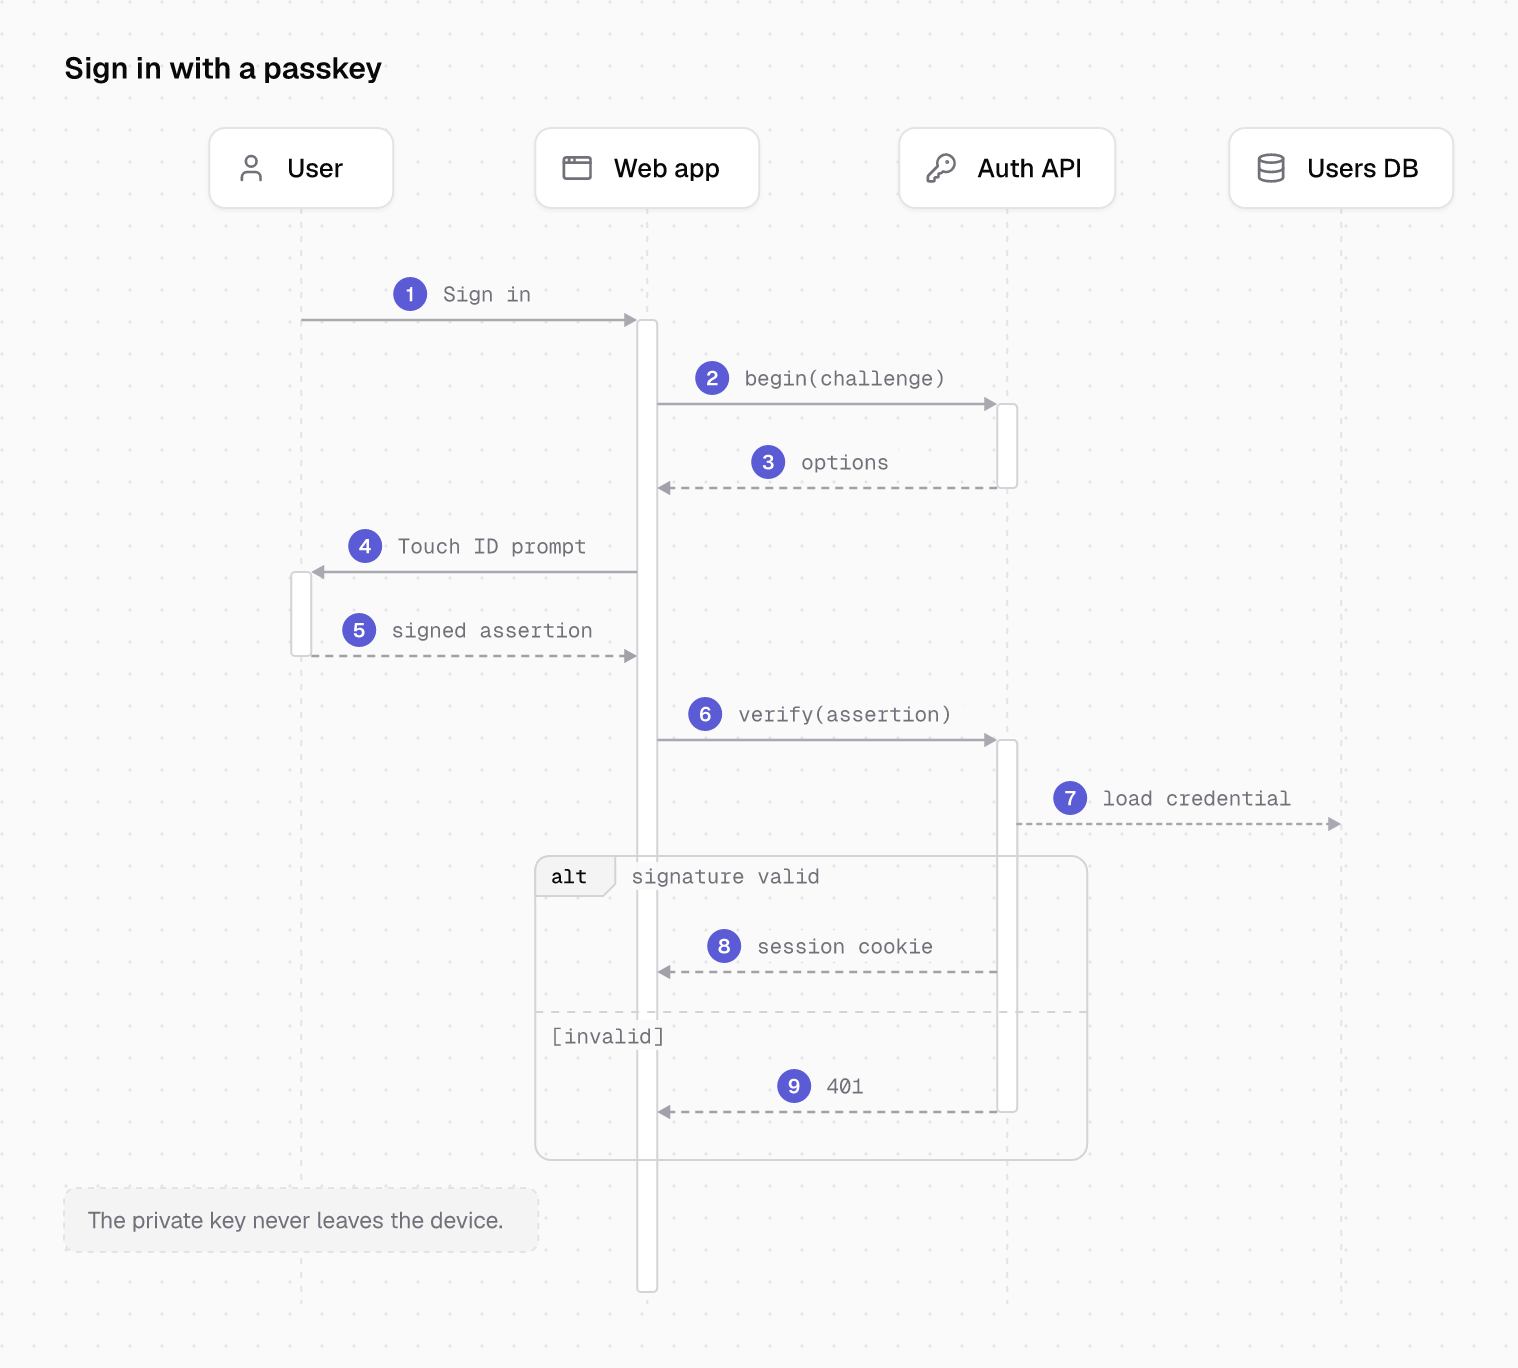 Sign in with a passkey
User
Web app
Auth API
Users DB
1 Sign in
2 begin(challenge)
3 options
4 Touch ID prompt
5 signed assertion
6 verify(assertion)
7 load credential
alt signature valid
8 session cookie
[invalid]
9 401
The private key never leaves the device.